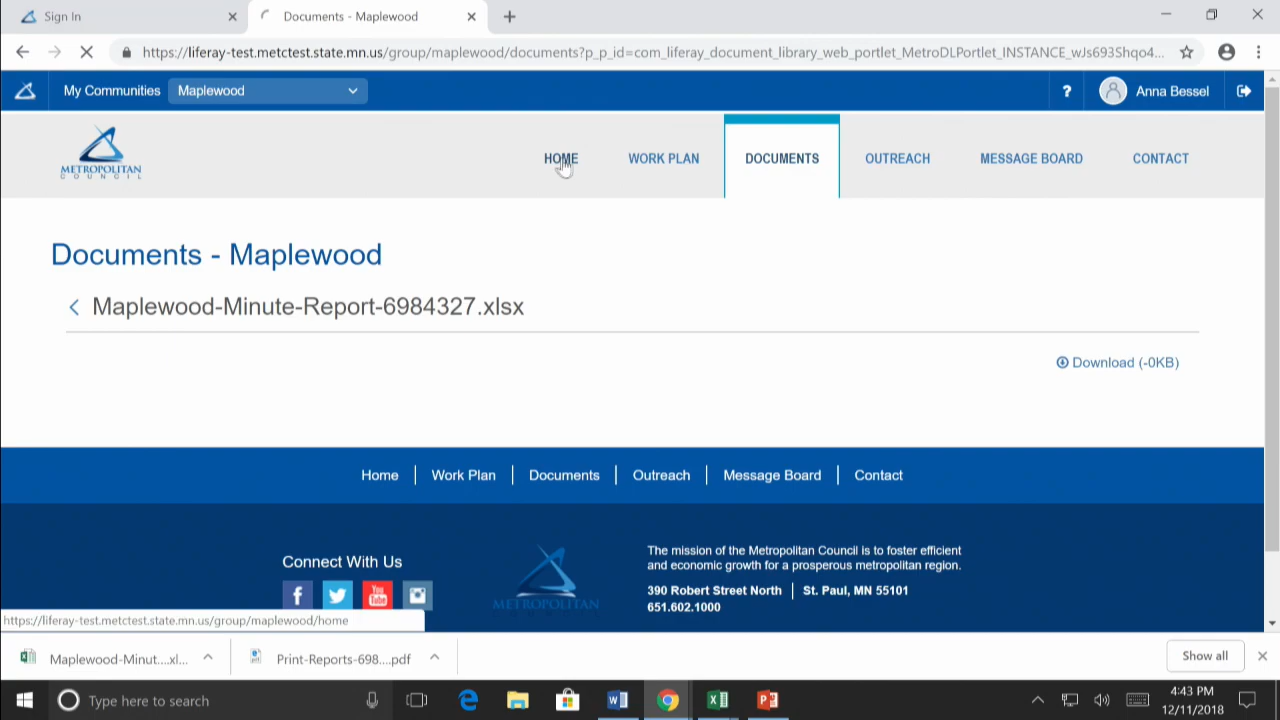 Sign In
Documents - Maplewood
https://liferay-test.metctest.state.mn.us/group/maplewood/documents?p_p_id=com_liferay_document_library_web_portlet_MetroDLPortlet_INSTANCE_wJs693Shqo4...
My Communities Maplewood ? Anna Bessel
METROPOLITAN
COUNCIL
HOME WORK PLAN DOCUMENTS OUTREACH MESSAGE BOARD CONTACT
Documents - Maplewood
Maplewood-Minute-Report-6984327.xlsx
Download (-0KB)
Home Work Plan Documents Outreach Message Board Contact
Connect With Us
f
You
Tube
METROPOLITAN
The mission of the Metropolitan Council is to foster efficient
and economic growth for a prosperous metropolitan region.
390 Robert Street North St. Paul, MN 55101
651.602.1000
https://liferay-test.metctest.state.mn.us/group/maplewood/home
Maplewood-Minut....xl... Print-Reports-698....pdf Show all
Type here to search
4:43 PM
12/11/2018